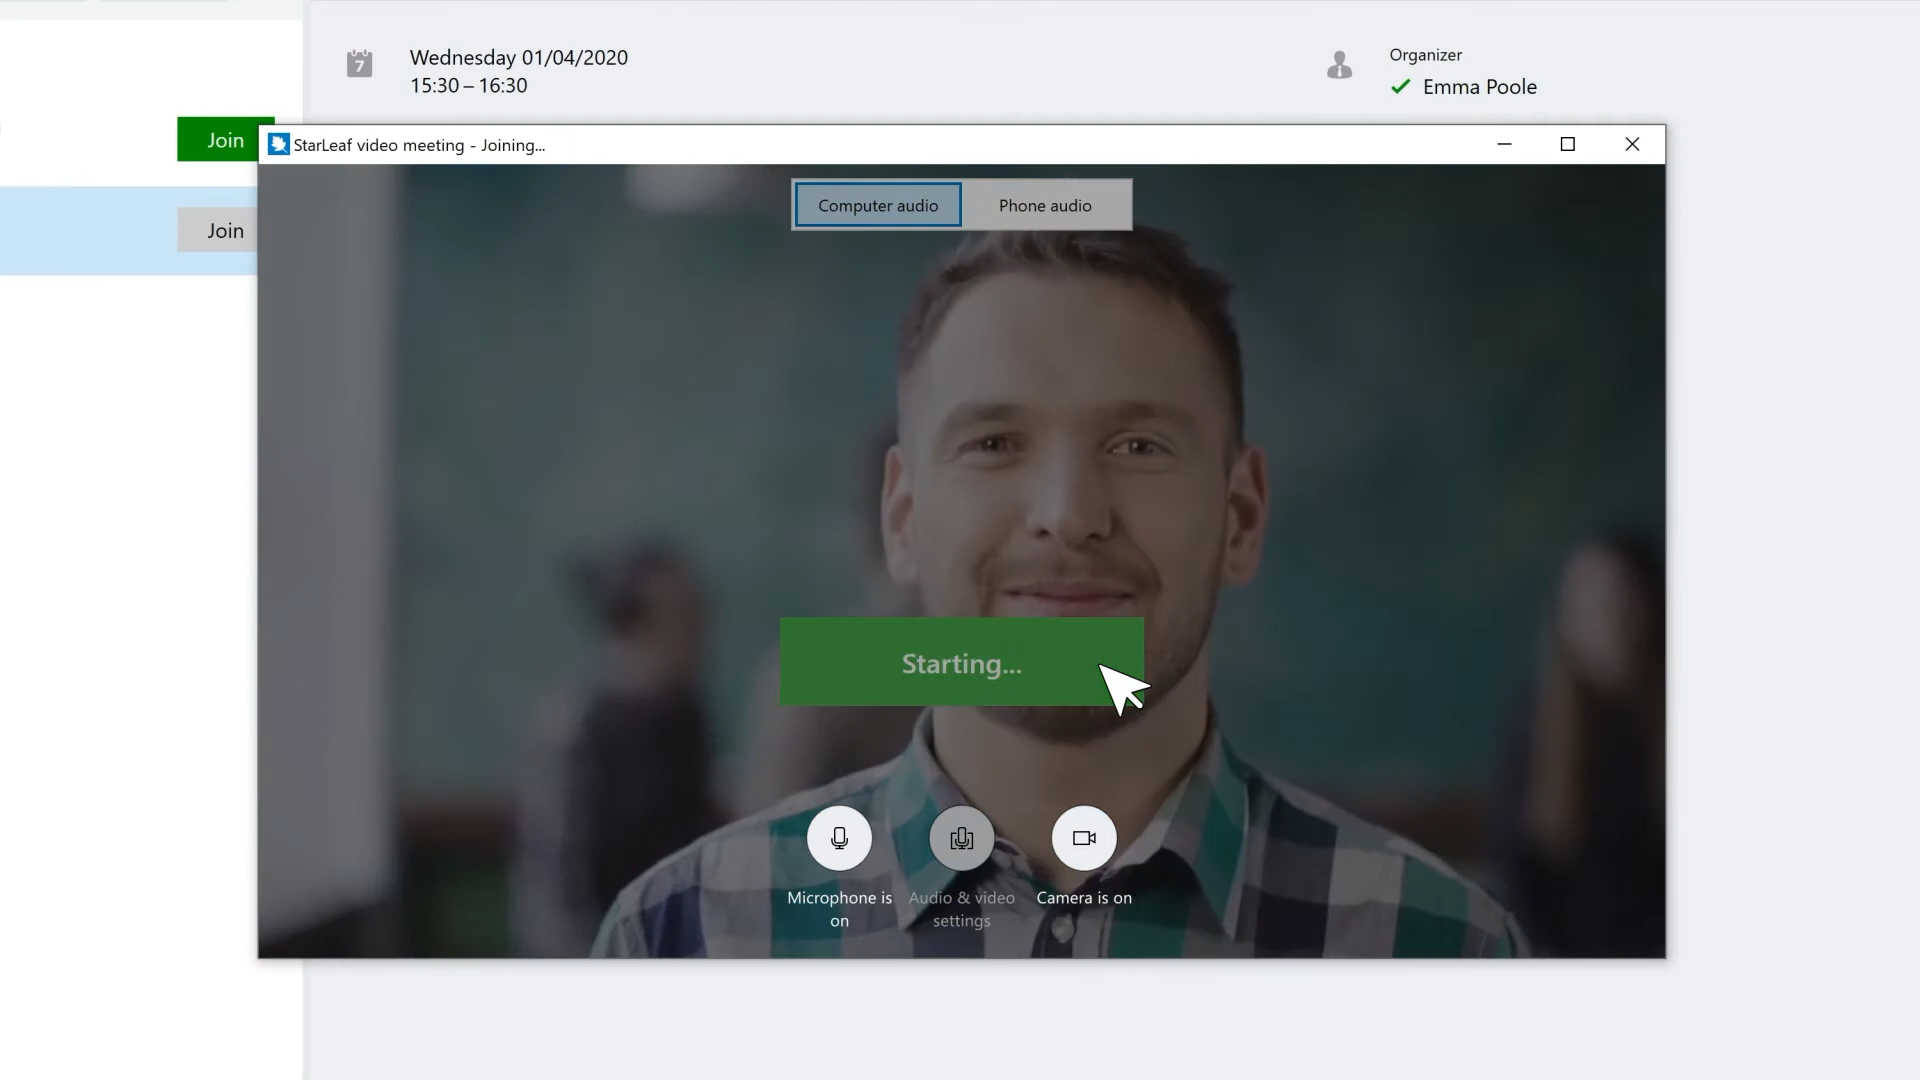 Wednesday 01/04/2020
15:30 – 16:30
7
Organizer
Emma Poole
Join
StarLeaf video meeting - Joining...
Computer audio
Phone audio
Join
Starting...
Microphone is
on
Audio & video
settings
Camera is on